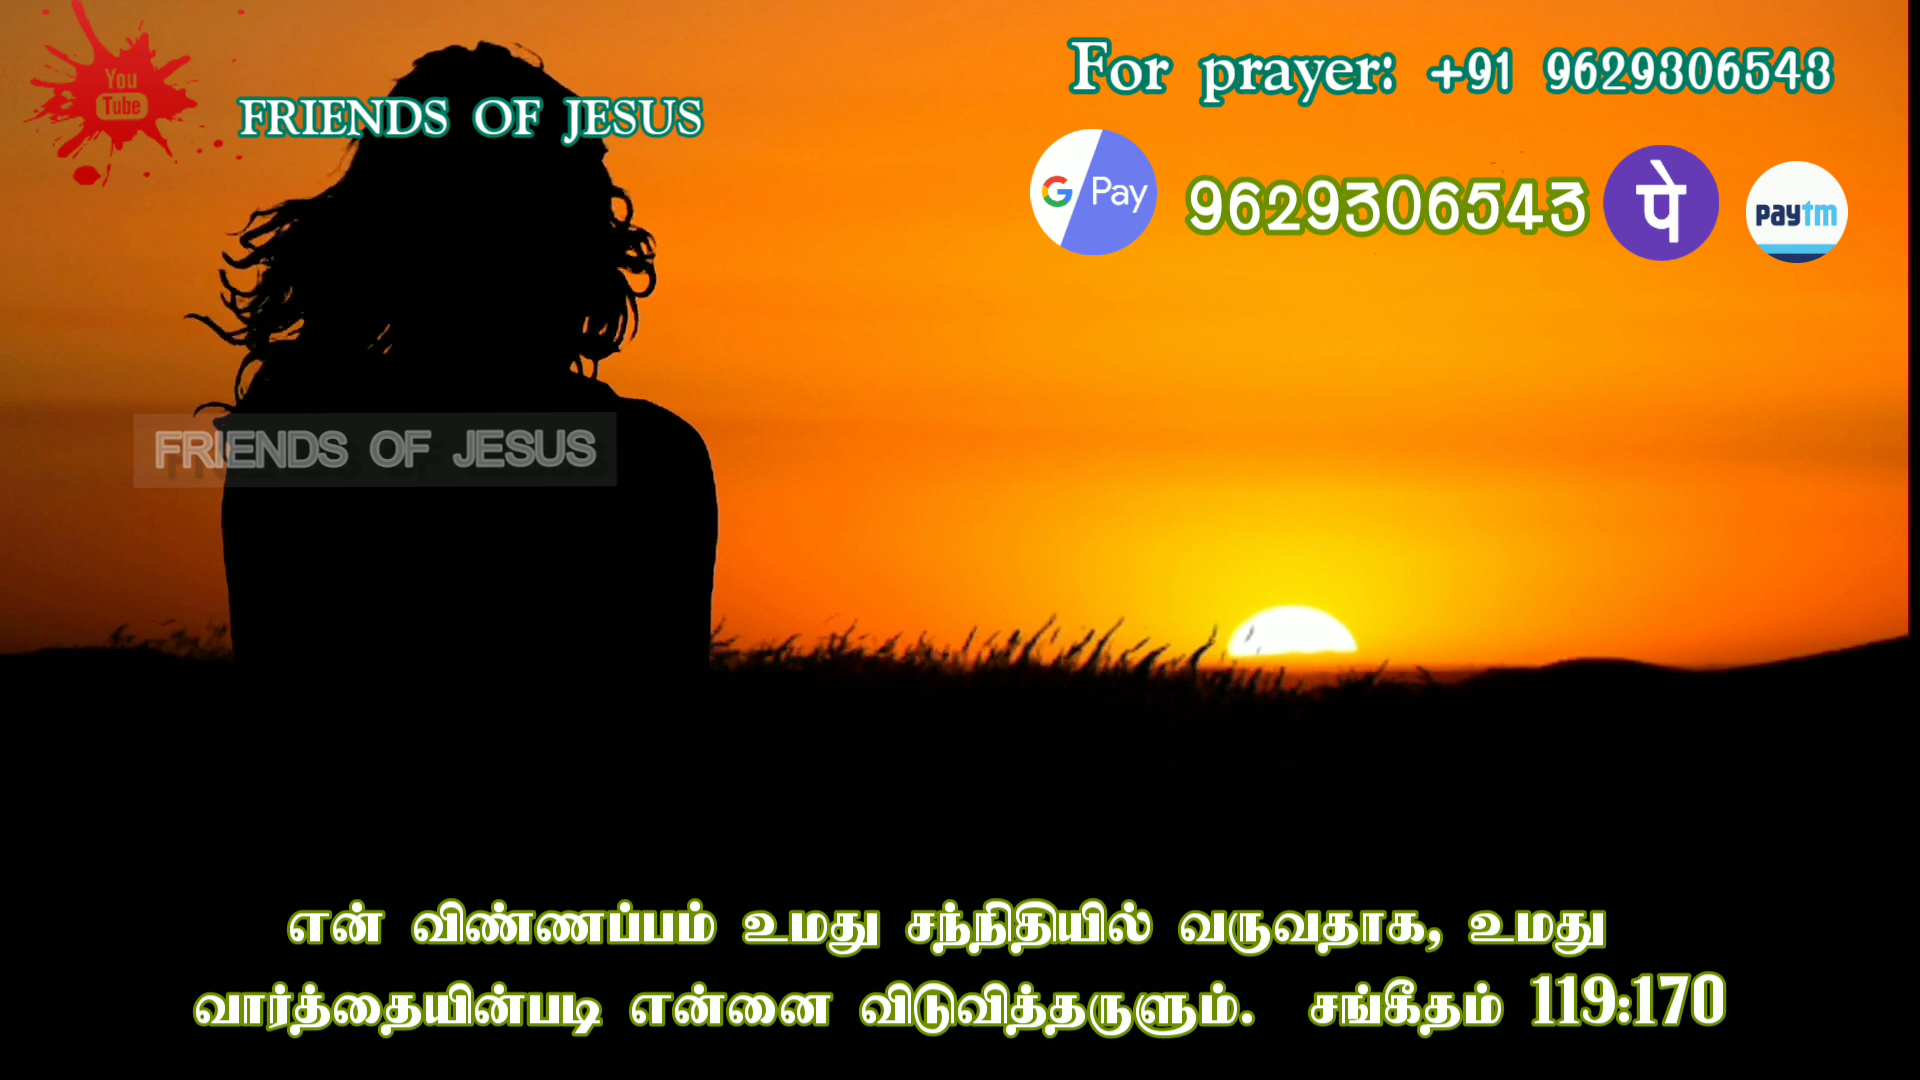 You
Tube
FRIENDS OF JESUS
For prayer: +91 9629306543
G Pay 9629306543 पे paytm
FRIENDS OF JESUS
என் விண்ணப்பம் உமது சந்நிதியில் வருவதாக, உமது
வார்த்தையின்படி என்னை விடுவித்தருளும். சங்கீதம் 119:170